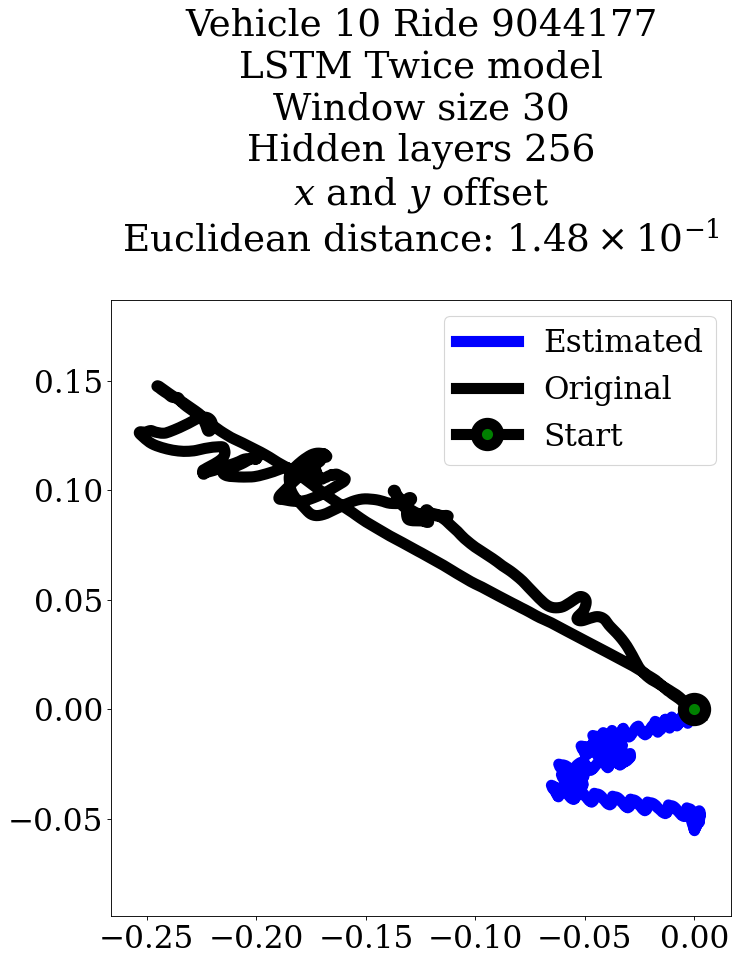 Vehicle 10 Ride 9044177
LSTM Twice model
Window size 30
Hidden layers 256
x and y offset
Euclidean distance: 1.48 × 10⁻¹
Estimated
Original
Start
0.15
0.10
0.05
0.00
−0.05
−0.25 −0.20 −0.15 −0.10 −0.05 0.00